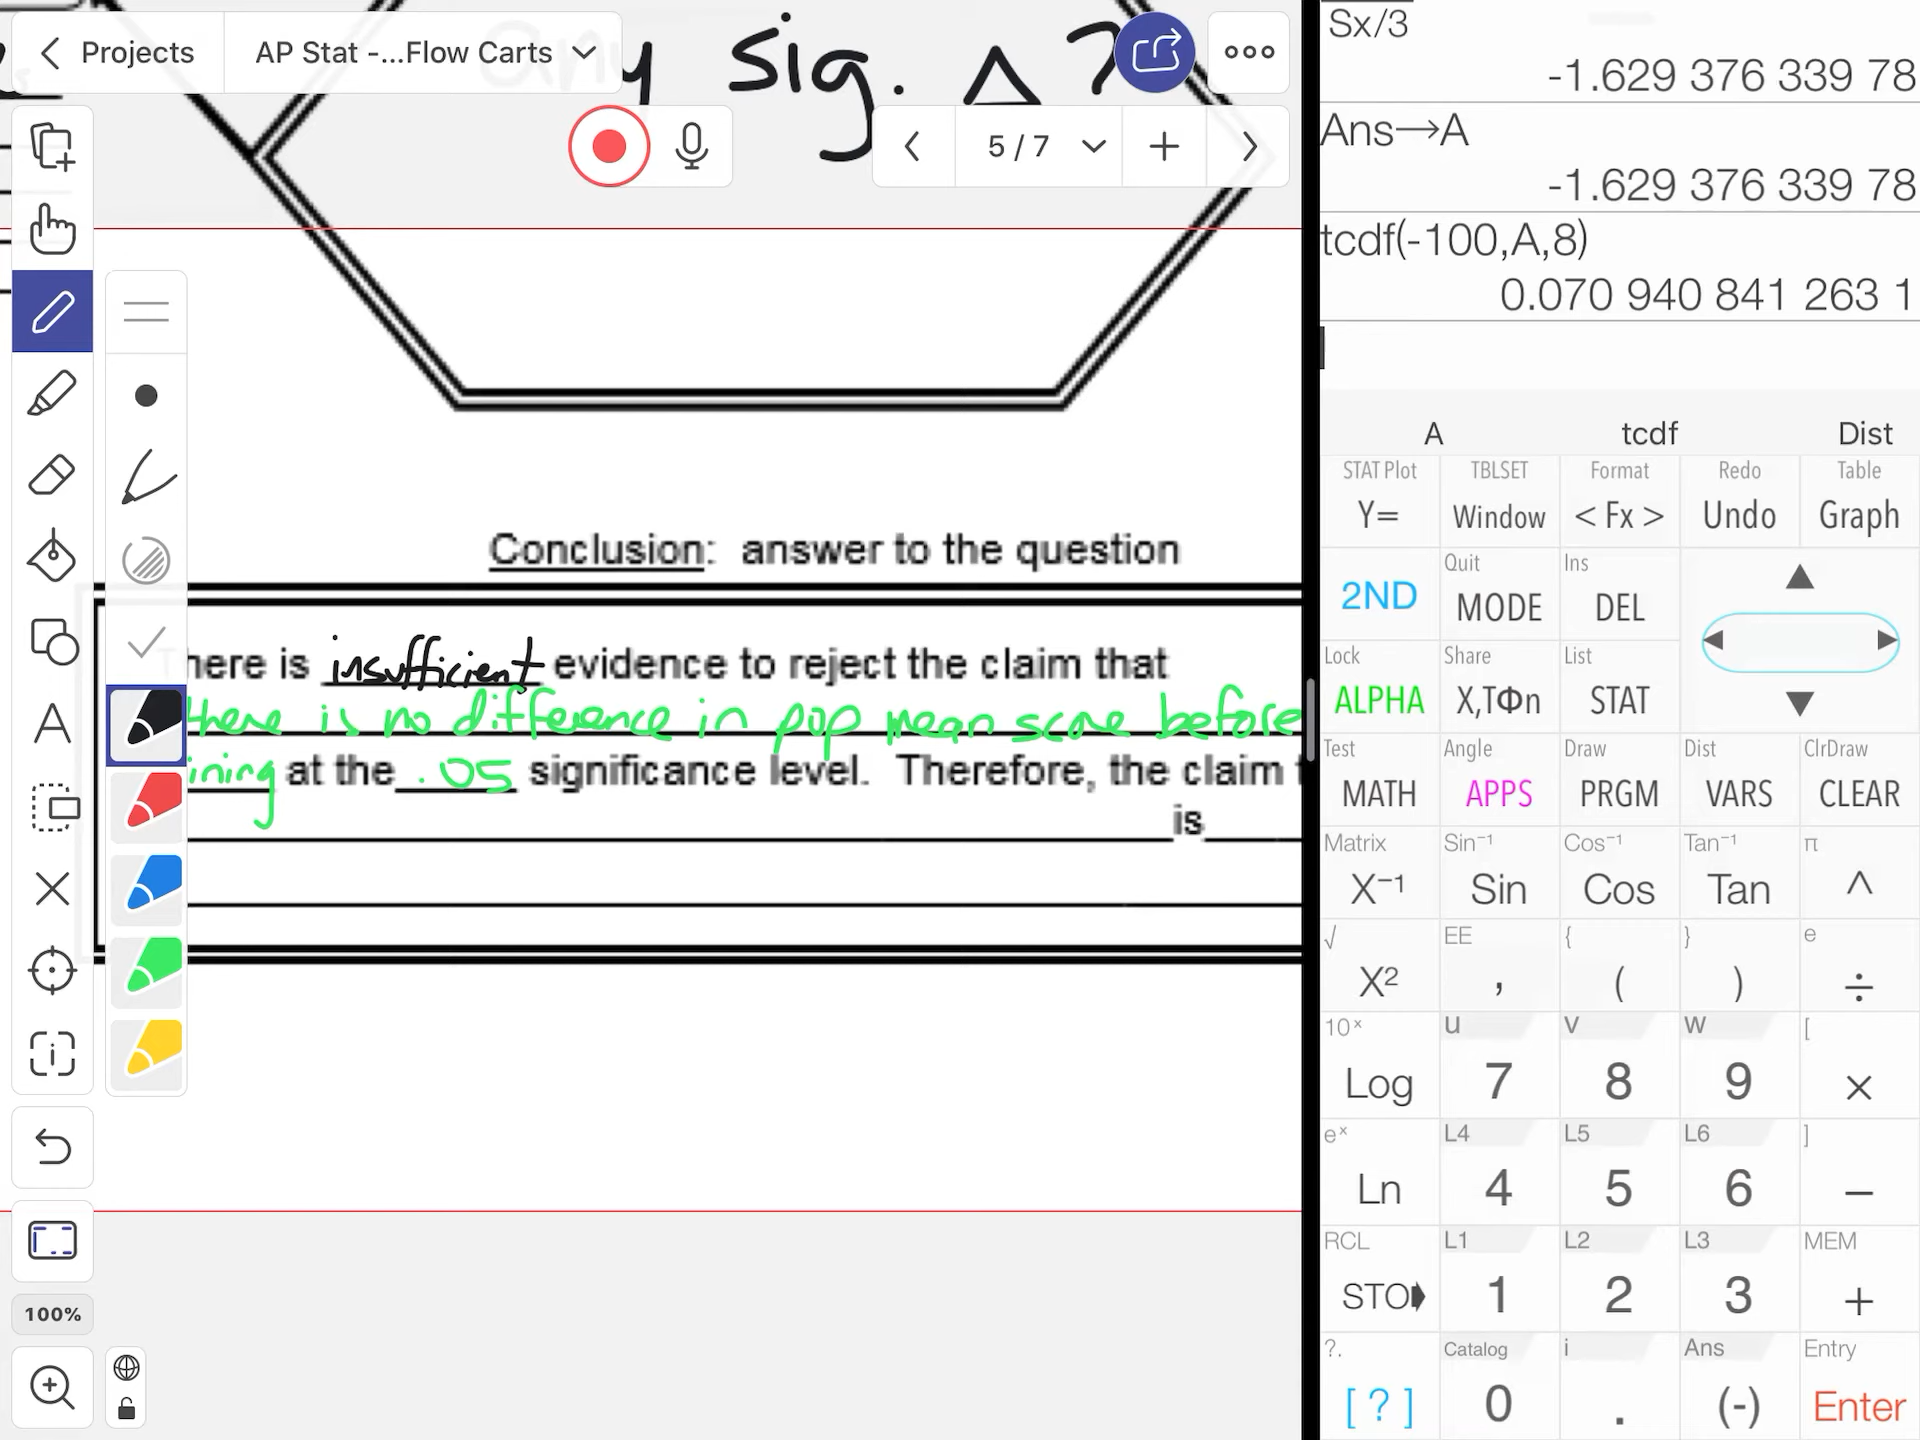 Projects
AP Stat -...Flow Carts
any sig. △ ?
5 / 7
Conclusion: answer to the question
There is insufficient evidence to reject the claim that
there is no difference in pop mean score before
ining at the .05 significance level. Therefore, the claim t
is
100%
Sx/3
-1.629 376 339 78
Ans→A
-1.629 376 339 78
tcdf(-100,A,8)
0.070 940 841 263 1
A tcdf Dist
STAT Plot TBLSET Format Redo Table
Y= Window < Fx > Undo Graph
Quit Ins
2ND MODE DEL
Lock Share List
ALPHA X,TΦn STAT
Test Angle Draw Dist ClrDraw
MATH APPS PRGM VARS CLEAR
Matrix Sin⁻¹ Cos⁻¹ Tan⁻¹ π
X⁻¹ Sin Cos Tan ^
√ EE { } e
X² , ( ) ÷
10ˣ u v w [
Log 7 8 9 ×
eˣ L4 L5 L6 ]
Ln 4 5 6 −
RCL L1 L2 L3 MEM
STO 1 2 3 +
?. Catalog i Ans Entry
[ ? ] 0 . (-) Enter